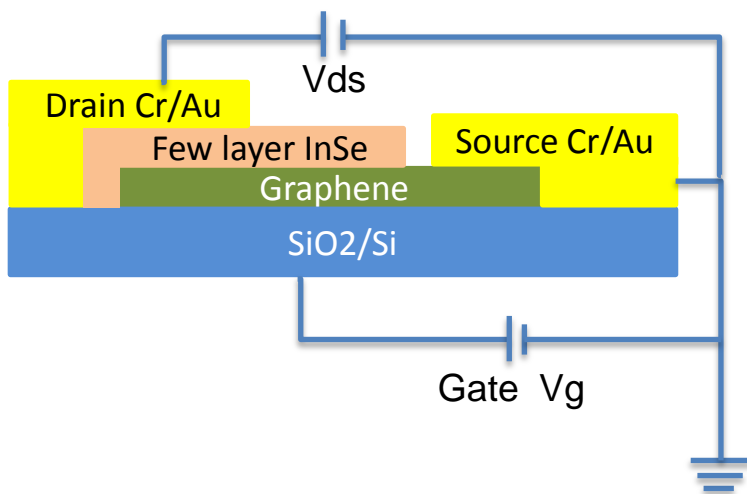 Vds
Drain Cr/Au
Few layer InSe
Source Cr/Au
Graphene
SiO2/Si
Gate Vg